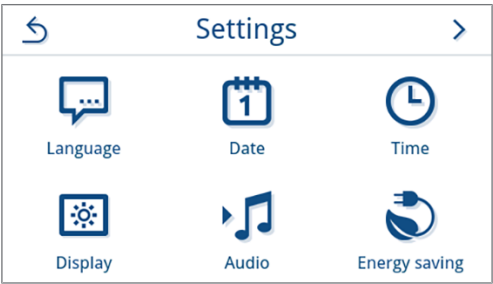 Settings
Language
1
Date
Time
Display
Audio
Energy saving